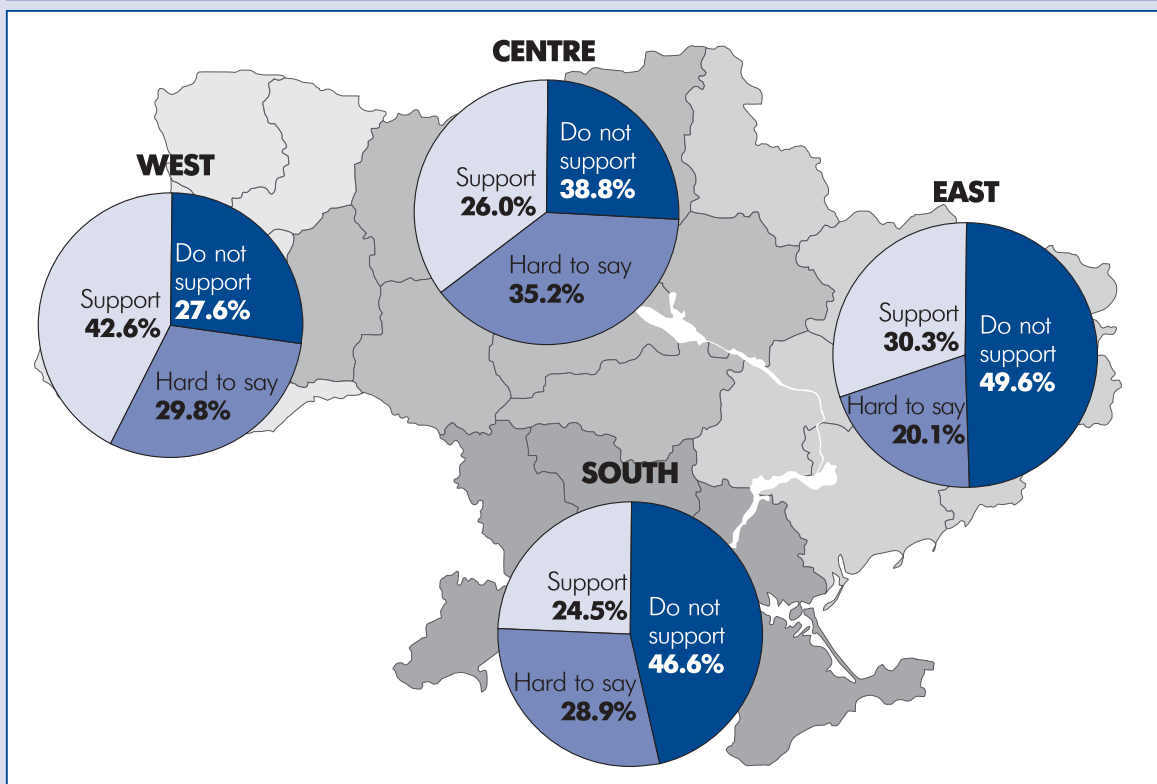 CENTRE
Do not
support
38.8%
Support
26.0%
Hard to say
35.2%
WEST
Do not
support
27.6%
Support
42.6%
Hard to say
29.8%
EAST
Support
30.3%
Do not
support
49.6%
Hard to say
20.1%
SOUTH
Support
24.5%
Do not
support
46.6%
Hard to say
28.9%